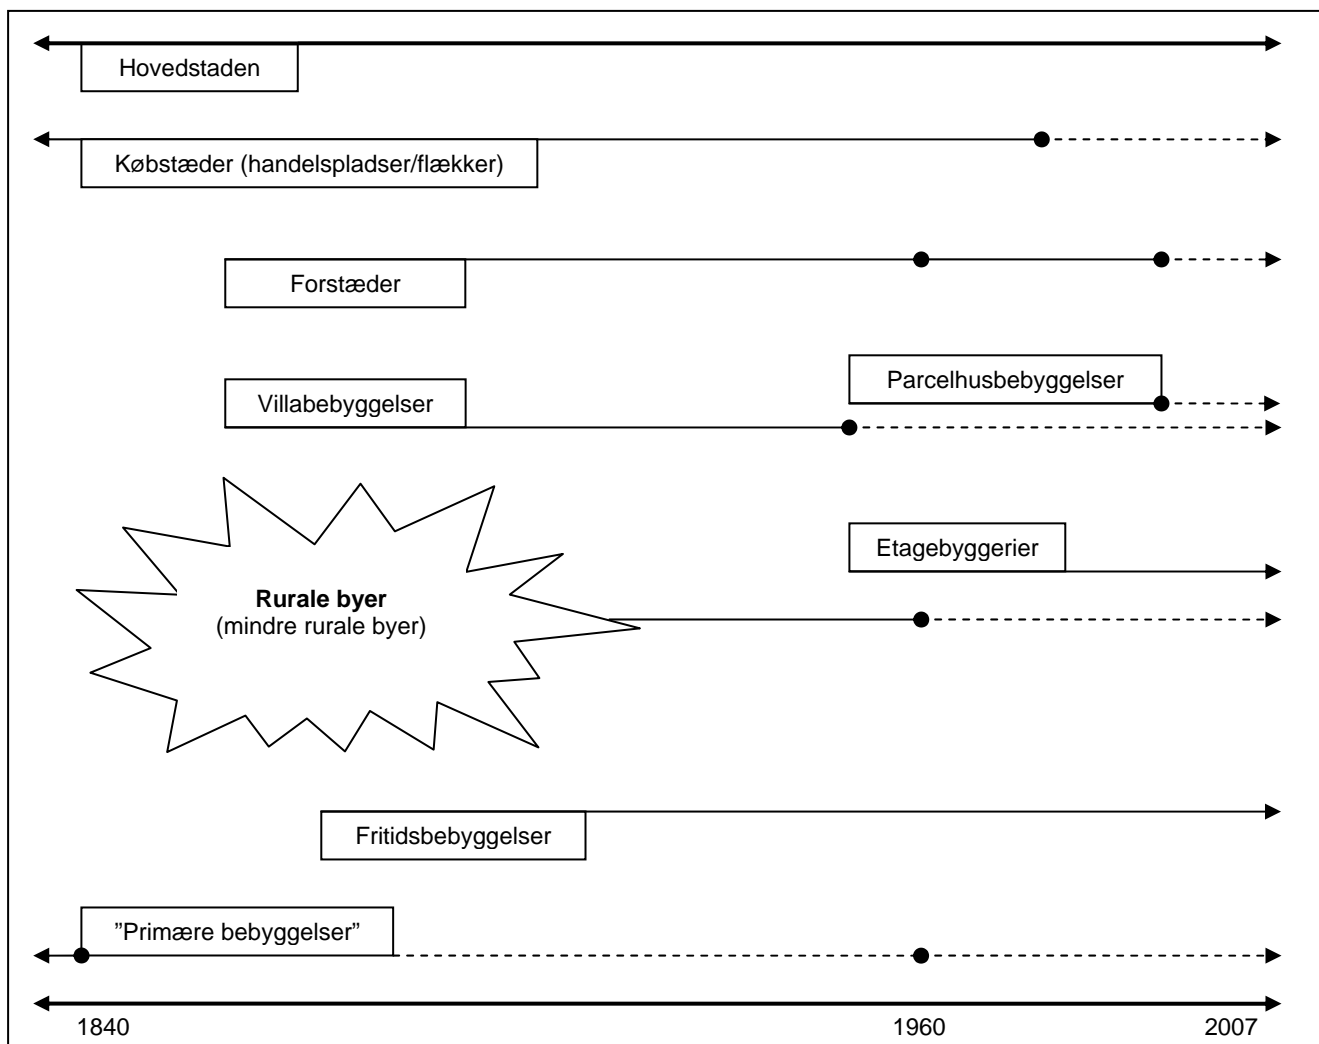 Hovedstaden
Købstæder (handelspladser/flækker)
Forstæder
Parcelhusbebyggelser
Villabebyggelser
Etagebyggerier
Rurale byer
(mindre rurale byer)
Fritidsbebyggelser
”Primære bebyggelser”
1840 1960 2007